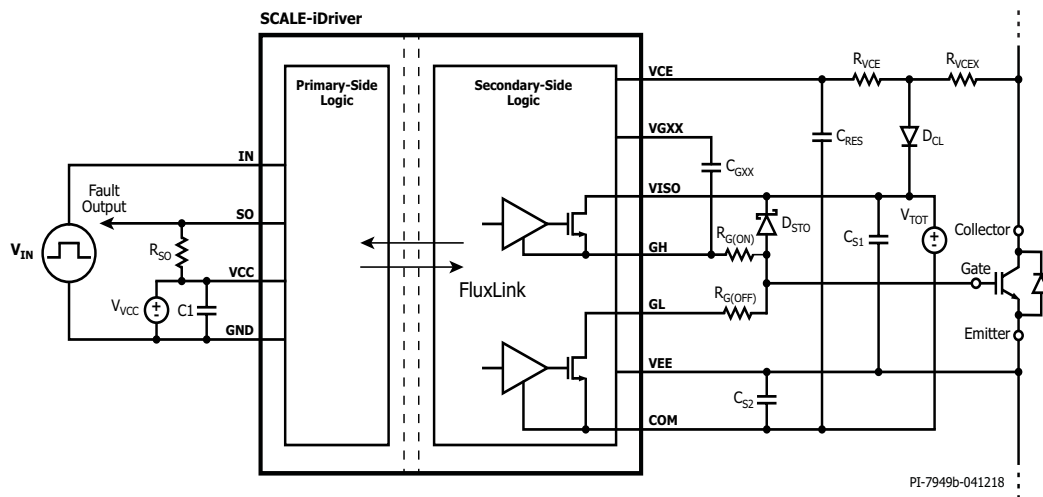 SCALE-iDriver
Primary-Side
Logic
Secondary-Side
Logic
VCE
RVCE
RVCEX
VGXX
CGXX
CRES
DCL
IN
Fault
Output
SO
VIN
RSO
VCC
VVCC
C1
GND
FluxLink
VISO
DSTO
RG(ON)
GH
CS1
VTOT
Collector
Gate
RG(OFF)
GL
Emitter
VEE
CS2
COM
PI-7949b-041218